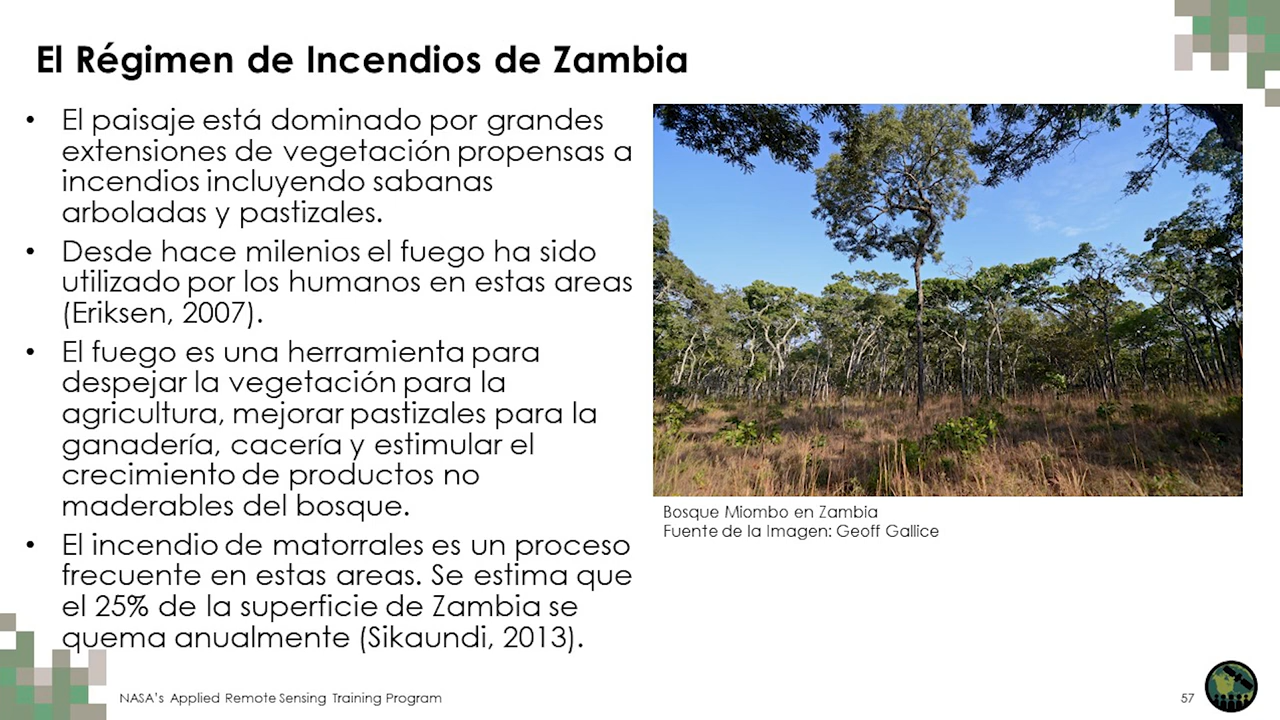 El Régimen de Incendios de Zambia
• El paisaje está dominado por grandes
extensiones de vegetación propensas a
incendios incluyendo sabanas
arboladas y pastizales.
• Desde hace milenios el fuego ha sido
utilizado por los humanos en estas areas
(Eriksen, 2007).
• El fuego es una herramienta para
despejar la vegetación para la
agricultura, mejorar pastizales para la
ganadería, cacería y estimular el
crecimiento de productos no
maderables del bosque.
• El incendio de matorrales es un proceso
frecuente en estas areas. Se estima que
el 25% de la superficie de Zambia se
quema anualmente (Sikaundi, 2013).
Bosque Miombo en Zambia
Fuente de la Imagen: Geoff Gallice
NASA's Applied Remote Sensing Training Program
57